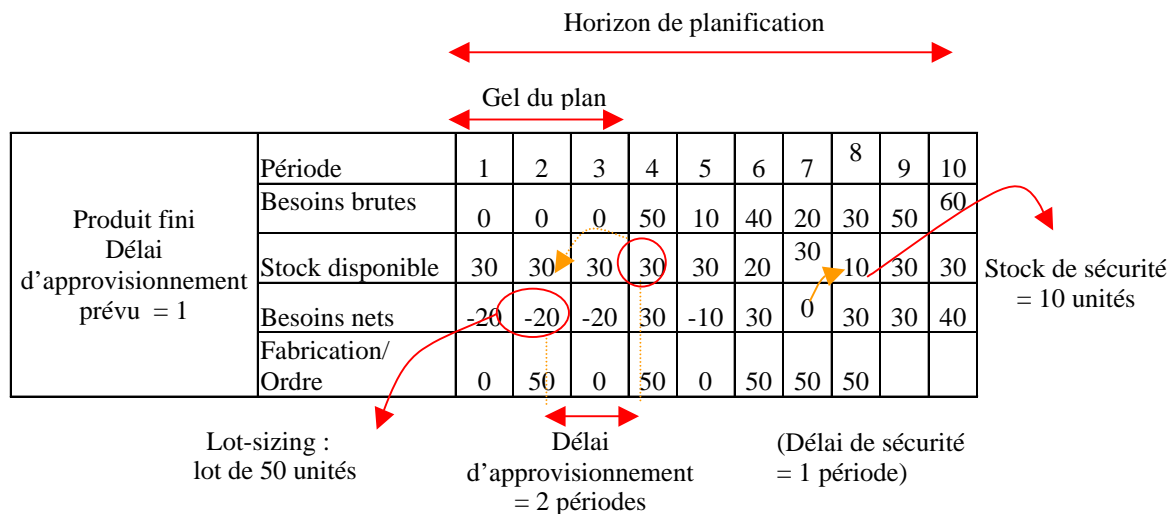 Horizon de planification
Gel du plan
Produit fini
Délai
d’approvisionnement
prévu = 1
Période 1 2 3 4 5 6 7 8 9 10
Besoins brutes 0 0 0 50 10 40 20 30 50 60
Stock disponible 30 30 30 30 30 20 30 10 30 30
Besoins nets -20 -20 -20 30 -10 30 0 30 30 40
Fabrication/
Ordre 0 50 0 50 0 50 50 50
Stock de sécurité
= 10 unités
Lot-sizing :
lot de 50 unités
Délai
d’approvisionnement
= 2 périodes
(Délai de sécurité
= 1 période)